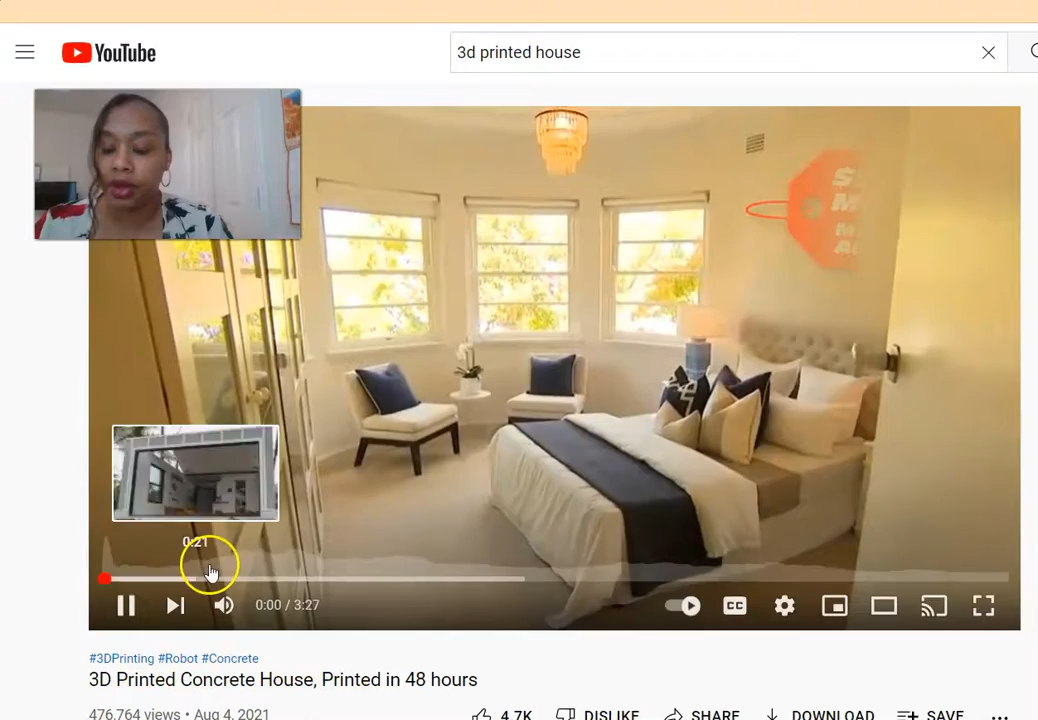 YouTube
3d printed house
0:21
0:00 / 3:27
CC
#3DPrinting #Robot #Concrete
3D Printed Concrete House, Printed in 48 hours
476,764 views • Aug 4, 2021
4.7K DISLIKE SHARE DOWNLOAD SAVE